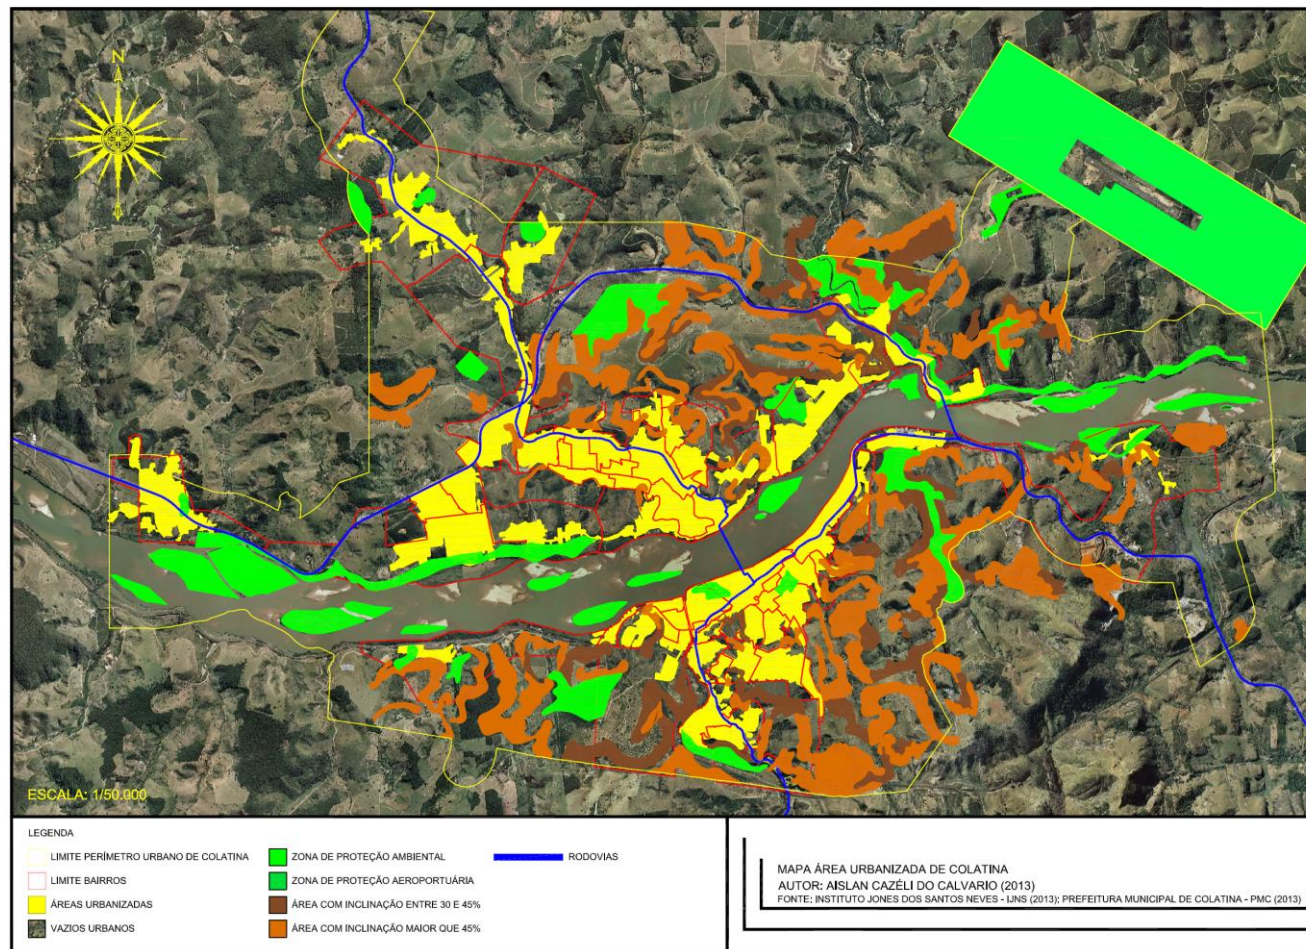 N
ESCALA: 1/50.000
LEGENDA
LIMITE PERÍMETRO URBANO DE COLATINA
LIMITE BAIRROS
ÁREAS URBANIZADAS
VAZIOS URBANOS
ZONA DE PROTEÇÃO AMBIENTAL
ZONA DE PROTEÇÃO AEROPORTUÁRIA
ÁREA COM INCLINAÇÃO ENTRE 30 E 45%
ÁREA COM INCLINAÇÃO MAIOR QUE 45%
RODOVIAS
MAPA ÁREA URBANIZADA DE COLATINA
AUTOR: AISLAN CAZÉLI DO CALVARIO (2013)
FONTE: INSTITUTO JONES DOS SANTOS NEVES - IJNS (2013); PREFEITURA MUNICIPAL DE COLATINA - PMC (2013)